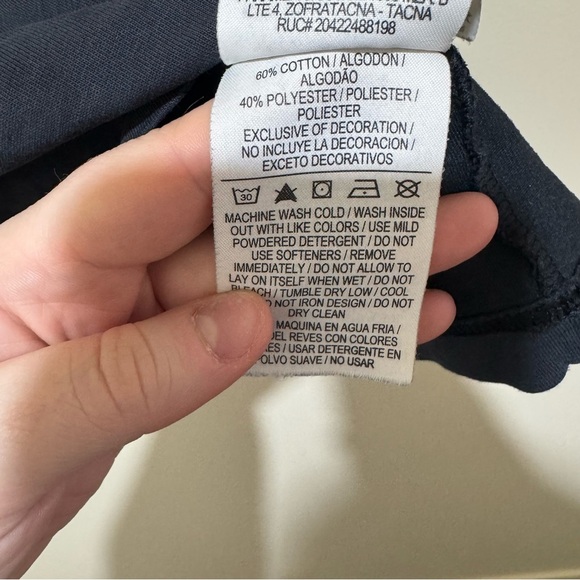 LTE 4, ZOFRATACNA - TACNA
RUC# 20422488198
60% COTTON / ALGODON /
ALGODÃO
40% POLYESTER / POLIESTER /
POLIESTER
EXCLUSIVE OF DECORATION /
NO INCLUYE LA DECORACION /
EXCETO DECORATIVOS
30
MACHINE WASH COLD / WASH INSIDE
OUT WITH LIKE COLORS / USE MILD
POWDERED DETERGENT / DO NOT
USE SOFTENERS / REMOVE
IMMEDIATELY / DO NOT ALLOW TO
LAY ON ITSELF WHEN WET / DO NOT
BLEACH / TUMBLE DRY LOW / COOL
NOT IRON DESIGN / DO NOT
DRY CLEAN
MAQUINA EN AGUA FRIA /
DEL REVES CON COLORES
/ USAR DETERGENTE EN
POLVO SUAVE / NO USAR